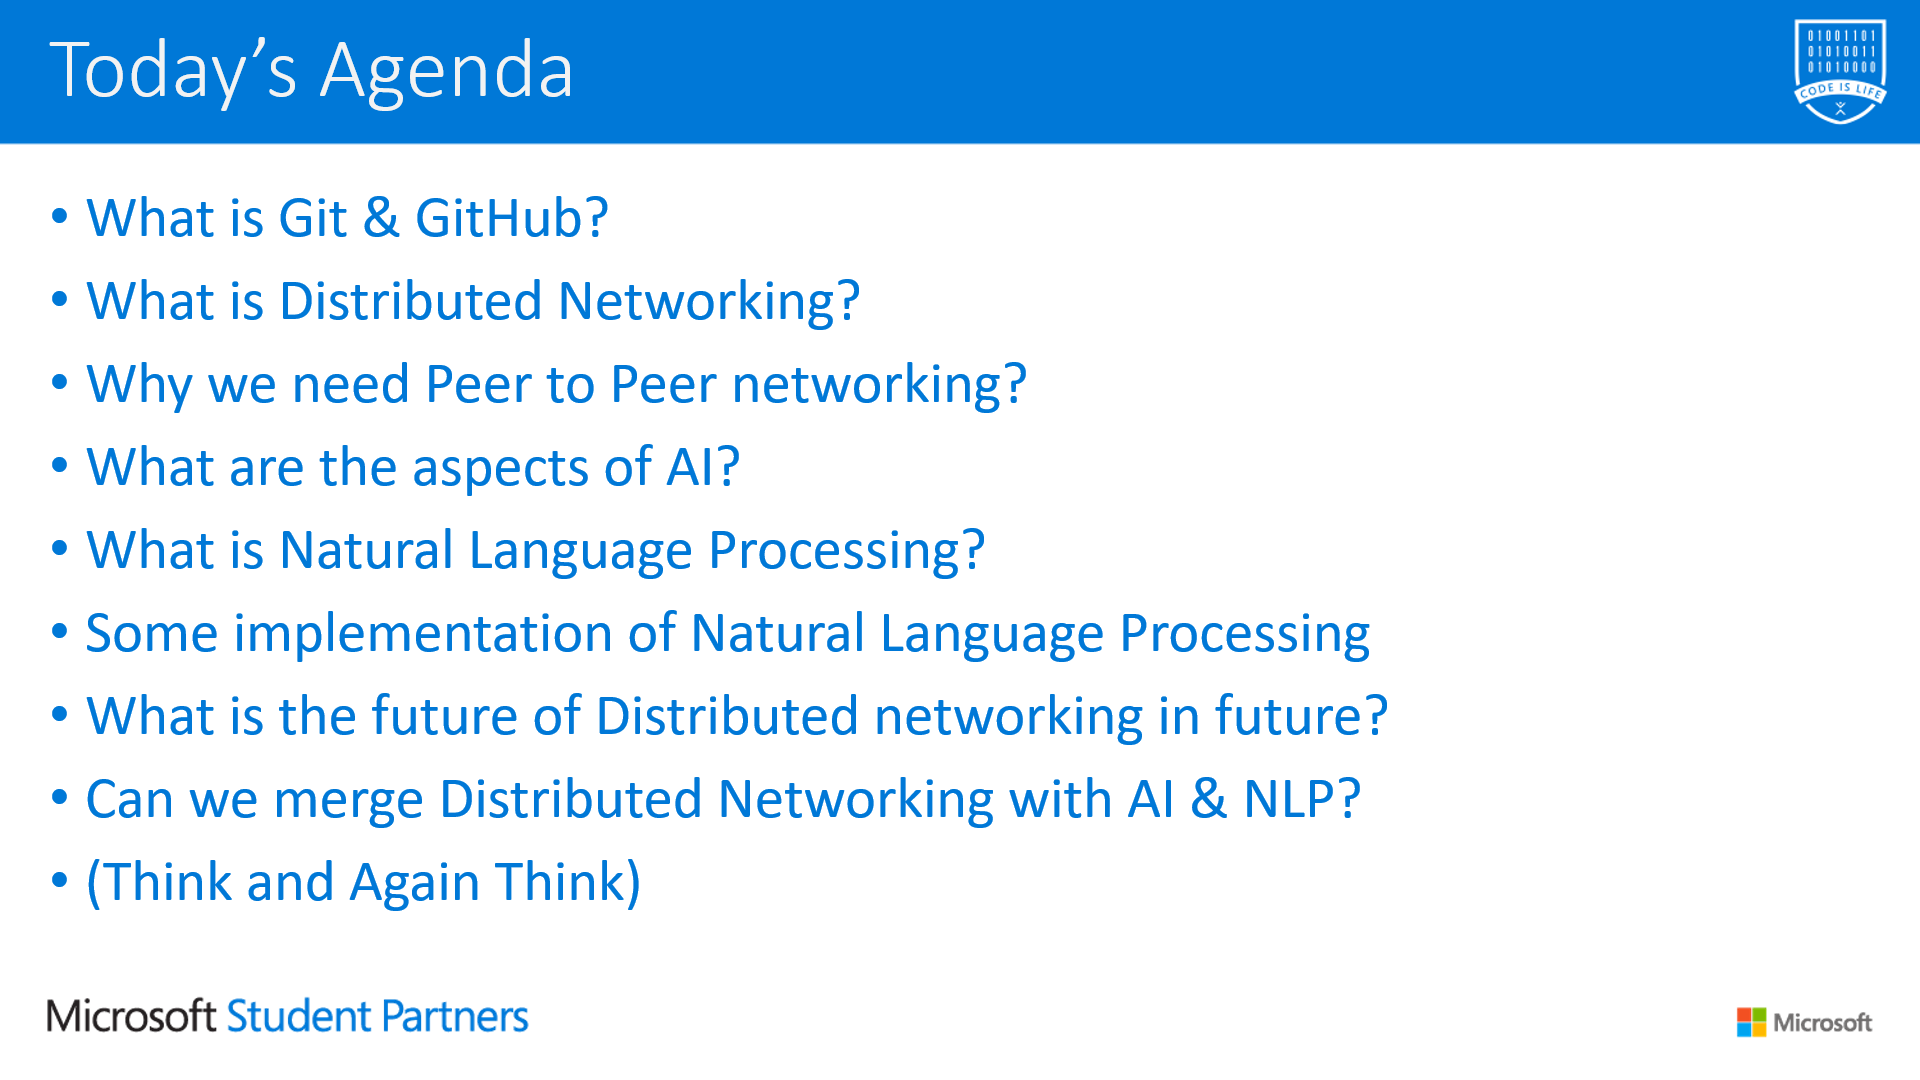 Today’s Agenda
01001101
01010011
01010000
CODE IS LIFE
• What is Git & GitHub?
• What is Distributed Networking?
• Why we need Peer to Peer networking?
• What are the aspects of AI?
• What is Natural Language Processing?
• Some implementation of Natural Language Processing
• What is the future of Distributed networking in future?
• Can we merge Distributed Networking with AI & NLP?
• (Think and Again Think)
Microsoft Student Partners
Microsoft